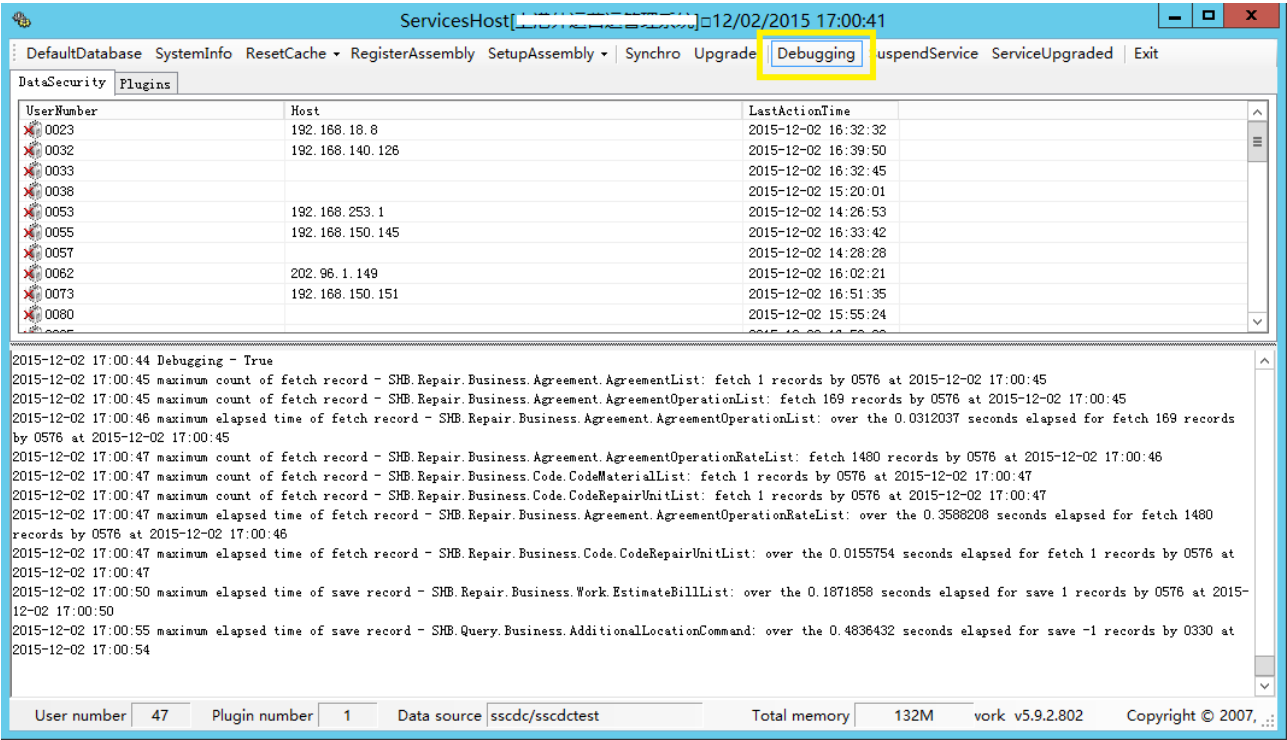 ServicesHost[ ]□12/02/2015 17:00:41
DefaultDatabase SystemInfo ResetCache RegisterAssembly SetupAssembly Synchro Upgrade Debugging uspendService ServiceUpgraded Exit
DataSecurity Plugins
UserNumber Host LastActionTime
0023 192.168.18.8 2015-12-02 16:32:32
0032 192.168.140.126 2015-12-02 16:39:50
0033 2015-12-02 16:32:45
0038 2015-12-02 15:20:01
0053 192.168.253.1 2015-12-02 14:26:53
0055 192.168.150.145 2015-12-02 16:33:42
0057 2015-12-02 14:28:28
0062 202.96.1.149 2015-12-02 16:02:21
0073 192.168.150.151 2015-12-02 16:51:35
0080 2015-12-02 15:55:24
2015-12-02 17:00:44 Debugging - True
2015-12-02 17:00:45 maximum count of fetch record - SHB.Repair.Business.Agreement.AgreementList: fetch 1 records by 0576 at 2015-12-02 17:00:45
2015-12-02 17:00:45 maximum count of fetch record - SHB.Repair.Business.Agreement.AgreementOperationList: fetch 169 records by 0576 at 2015-12-02 17:00:45
2015-12-02 17:00:46 maximum elapsed time of fetch record - SHB.Repair.Business.Agreement.AgreementOperationList: over the 0.0312037 seconds elapsed for fetch 169 records
by 0576 at 2015-12-02 17:00:45
2015-12-02 17:00:47 maximum count of fetch record - SHB.Repair.Business.Agreement.AgreementOperationRateList: fetch 1480 records by 0576 at 2015-12-02 17:00:46
2015-12-02 17:00:47 maximum count of fetch record - SHB.Repair.Business.Code.CodeMaterialList: fetch 1 records by 0576 at 2015-12-02 17:00:47
2015-12-02 17:00:47 maximum count of fetch record - SHB.Repair.Business.Code.CodeRepairUnitList: fetch 1 records by 0576 at 2015-12-02 17:00:47
2015-12-02 17:00:47 maximum elapsed time of fetch record - SHB.Repair.Business.Agreement.AgreementOperationRateList: over the 0.3588208 seconds elapsed for fetch 1480
records by 0576 at 2015-12-02 17:00:46
2015-12-02 17:00:47 maximum elapsed time of fetch record - SHB.Repair.Business.Code.CodeRepairUnitList: over the 0.0155754 seconds elapsed for fetch 1 records by 0576 at
2015-12-02 17:00:47
2015-12-02 17:00:50 maximum elapsed time of save record - SHB.Repair.Business.Work.EstimateBillList: over the 0.1871858 seconds elapsed for save 1 records by 0576 at 2015-
12-02 17:00:50
2015-12-02 17:00:55 maximum elapsed time of save record - SHB.Query.Business.AdditionalLocationCommand: over the 0.4836432 seconds elapsed for save -1 records by 0330 at
2015-12-02 17:00:54
User number 47 Plugin number 1 Data source sscdc/sscdctest Total memory 132M vork v5.9.2.802 Copyright © 2007,